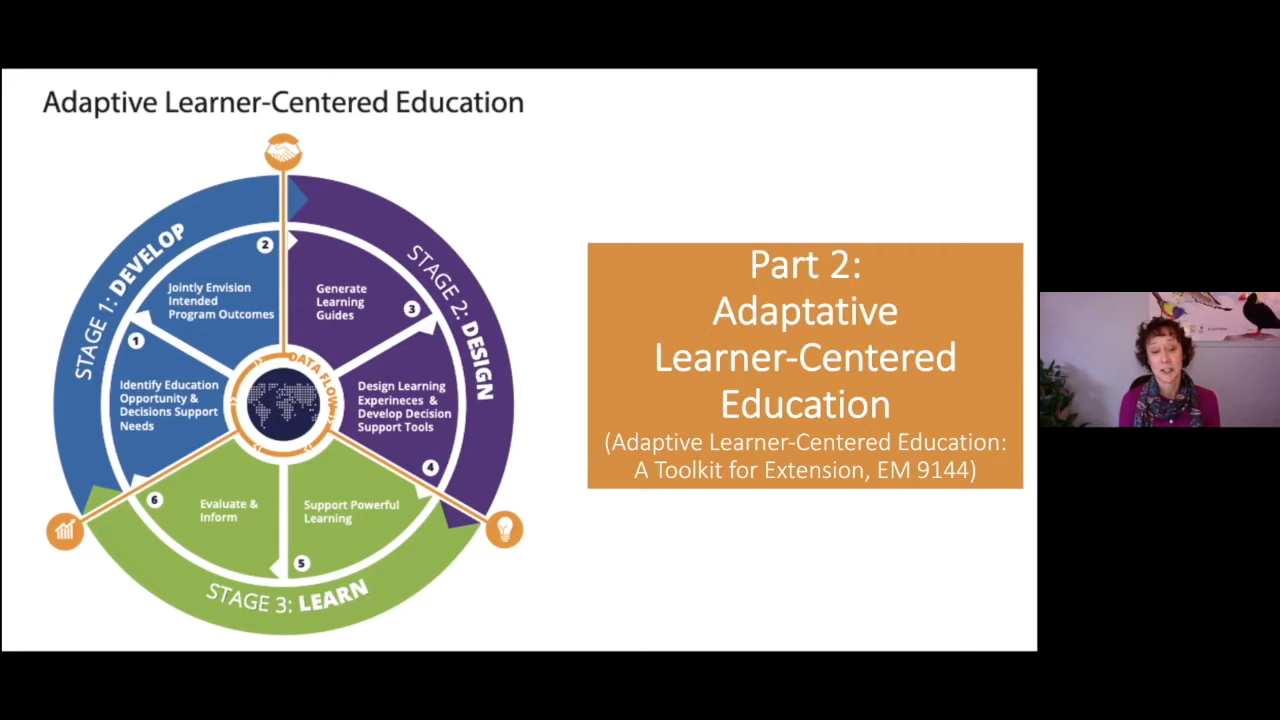 Adaptive Learner-Centered Education
STAGE 1: DEVELOP
STAGE 2: DESIGN
STAGE 3: LEARN
1
Identify Education
Opportunity &
Decisions Support
Needs
2
Jointly Envision
Intended
Program Outcomes
3
Generate
Learning
Guides
4
Design Learning
Experineces &
Develop Decision
Support Tools
5
Support Powerful
Learning
6
Evaluate &
Inform
DATA FLOW
Part 2:
Adaptative
Learner-Centered
Education
(Adaptive Learner-Centered Education:
A Toolkit for Extension, EM 9144)